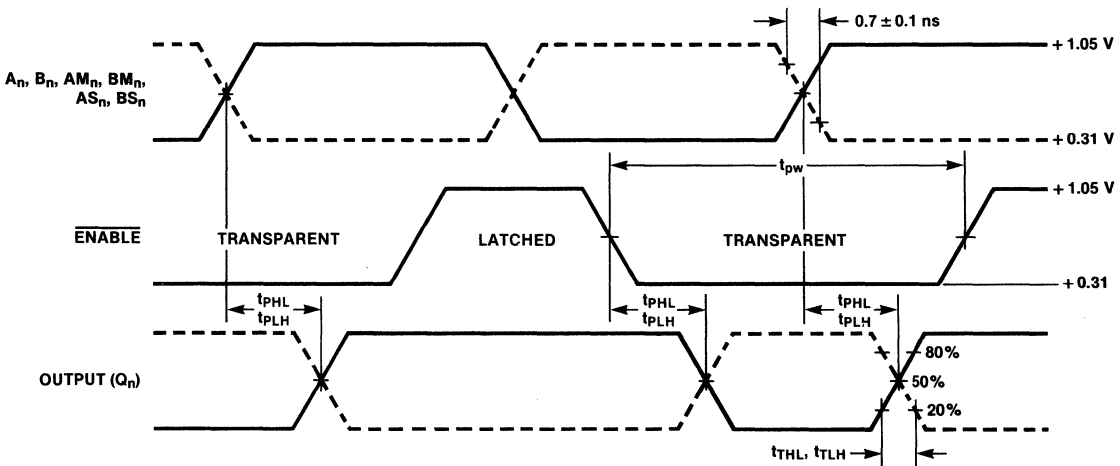 0.7 ± 0.1 ns
+ 1.05 V
An, Bn, AMn, BMn,
ASn, BSn
+ 0.31 V
tpw
+ 1.05 V
ENABLE
TRANSPARENT
LATCHED
TRANSPARENT
+ 0.31
tPHL
tPLH
tPHL
tPLH
tPHL
tPLH
80%
OUTPUT (Qn)
50%
20%
tTHL, tTLH